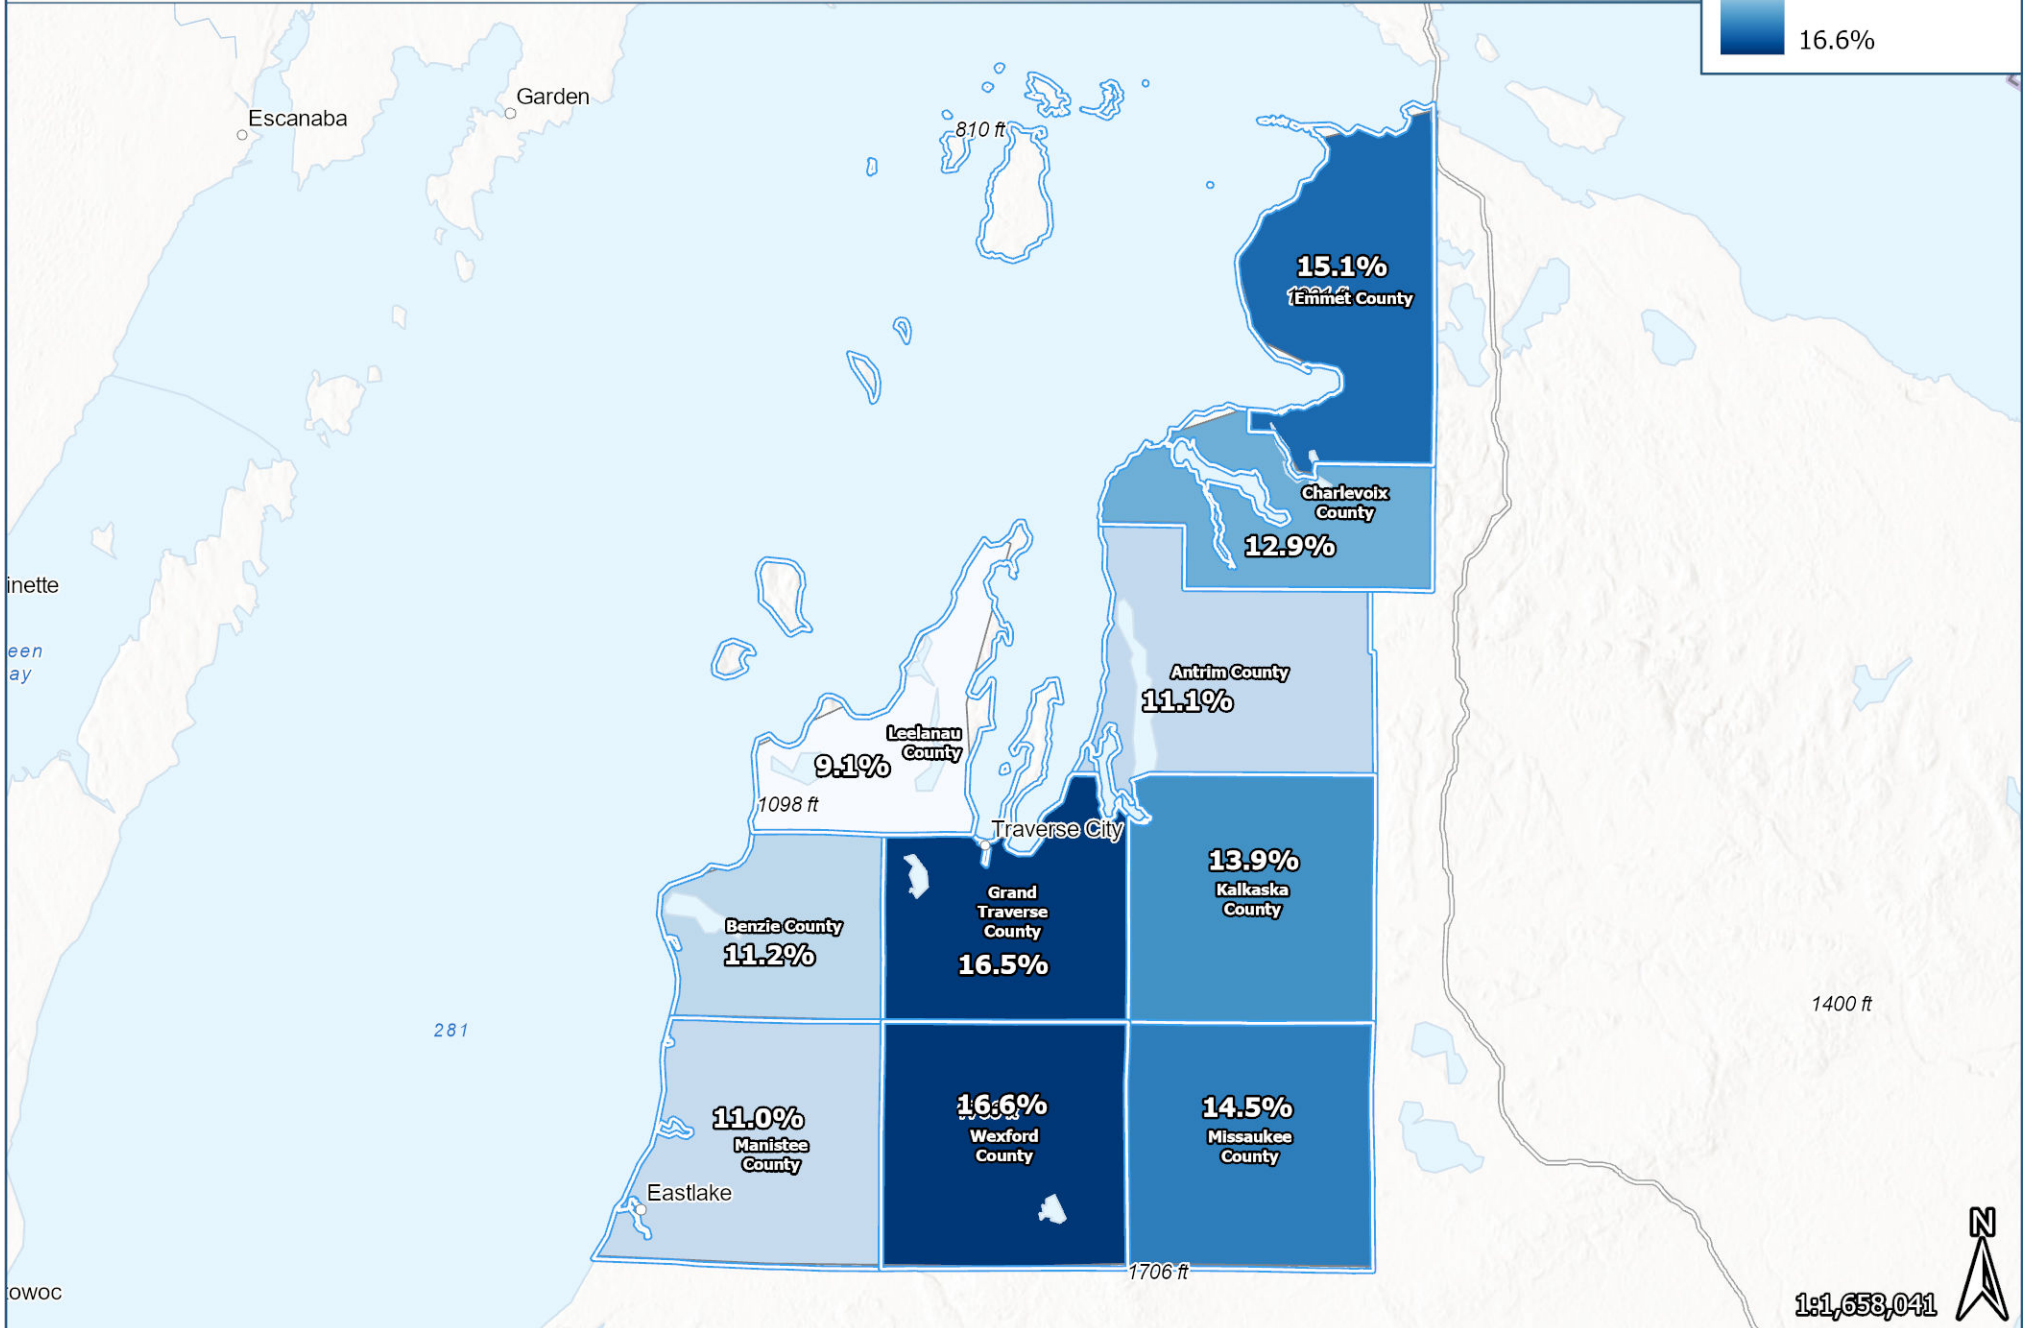 16.6%
Garden
Escanaba
810 ft
15.1%
Emmet County
Charlevoix
County
12.9%
inette
een
ay
Antrim County
11.1%
Leelanau
County
9.1%
1098 ft
Traverse City
13.9%
Kalkaska
County
Grand
Traverse
County
16.5%
Benzie County
11.2%
1400 ft
281
16.6%
Wexford
County
14.5%
Missaukee
County
11.0%
Manistee
County
Eastlake
N
1706 ft
owoc
1:1,658,041